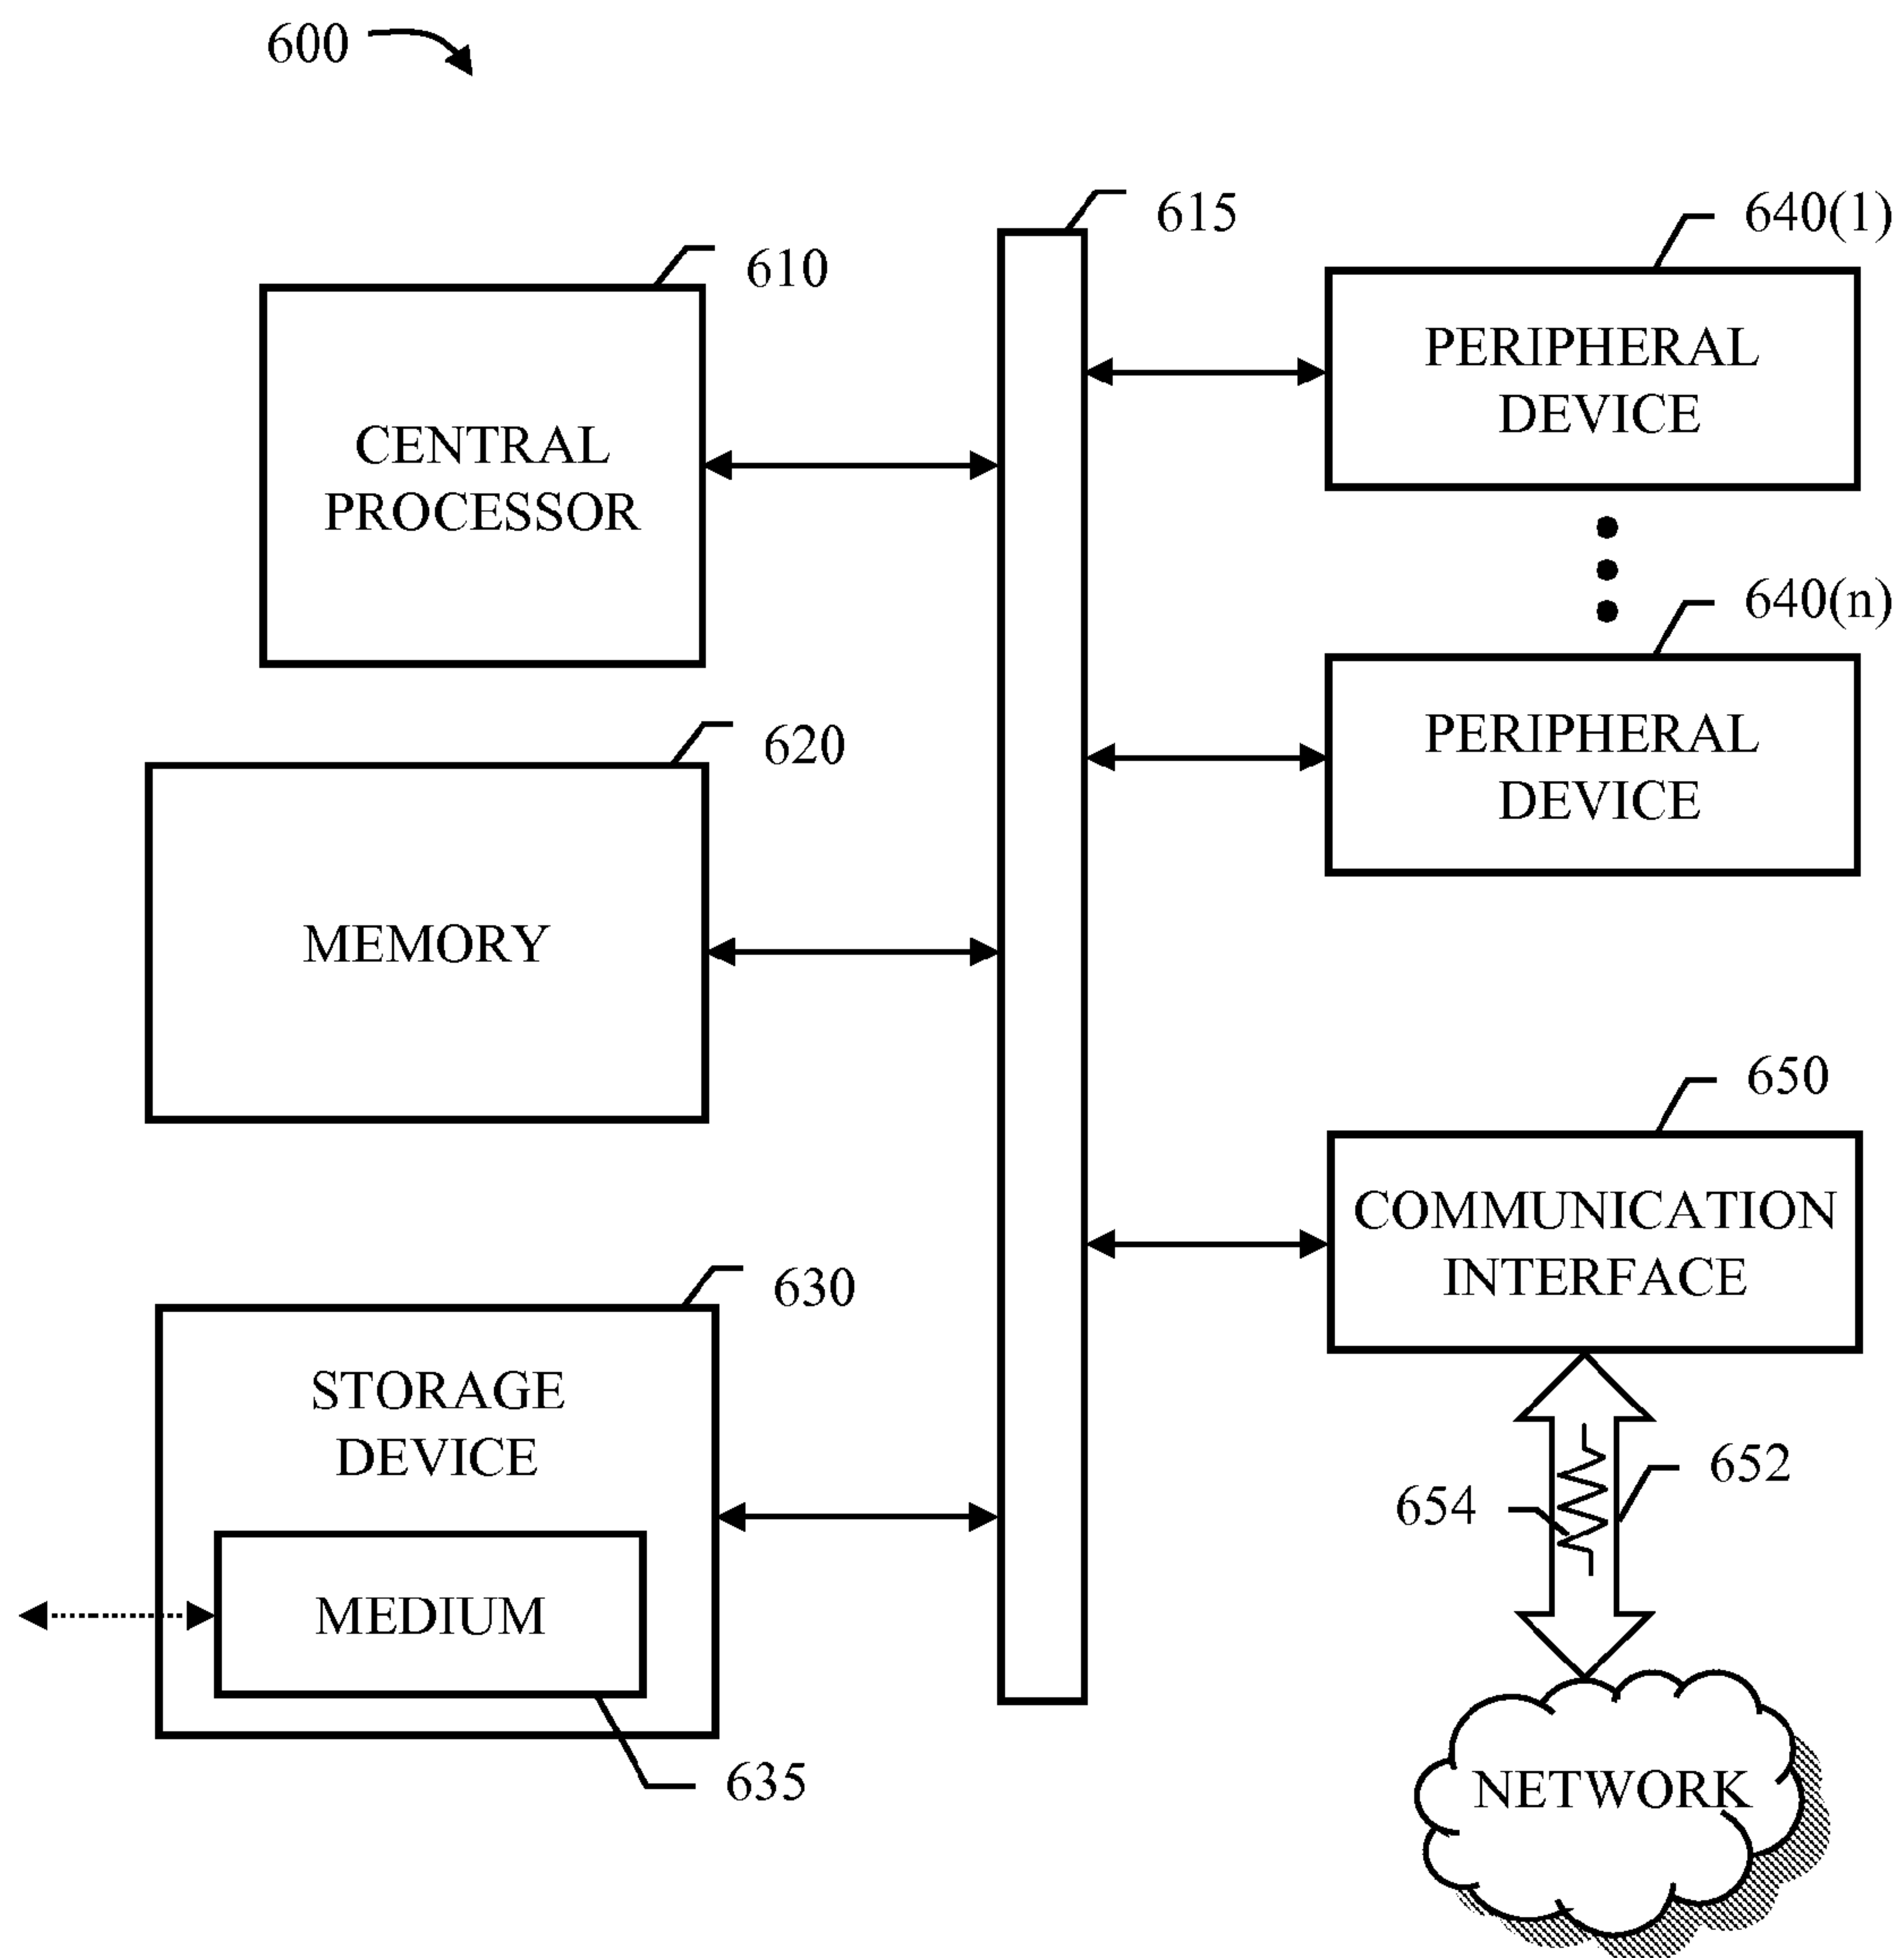 600
615
640(1)
610
PERIPHERAL
DEVICE
CENTRAL
PROCESSOR
640(n)
620
PERIPHERAL
DEVICE
MEMORY
650
COMMUNICATION
INTERFACE
630
STORAGE
DEVICE
652
654
MEDIUM
635
NETWORK